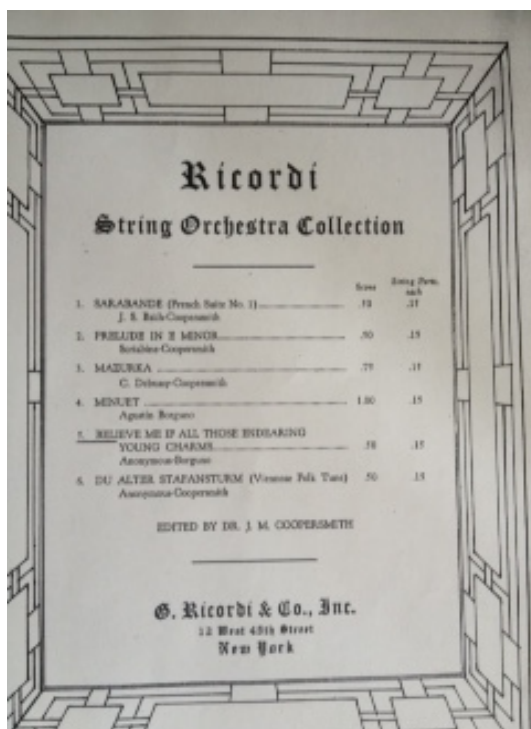 Ricordi
String Orchestra Collection
Score String Parts, each
1. SARABANDE (French Suite No. 1) .50 .15
J. S. Bach-Coopersmith
2. PRELUDE IN E MINOR .50 .15
Scriabine-Coopersmith
3. MAZURKA .75 .15
C. Debussy-Coopersmith
4. MINUET 1.00 .15
Agustin Borguno
5. BELIEVE ME IF ALL THOSE ENDEARING
YOUNG CHARMS .50 .15
Anonymous-Borguno
6. DU ALTER STAFANSTURM (Viennese Folk Tune) .50 .15
Anonymous-Coopersmith
EDITED BY DR. J. M. COOPERSMITH
G. Ricordi & Co., Inc.
12 West 45th Street
New York